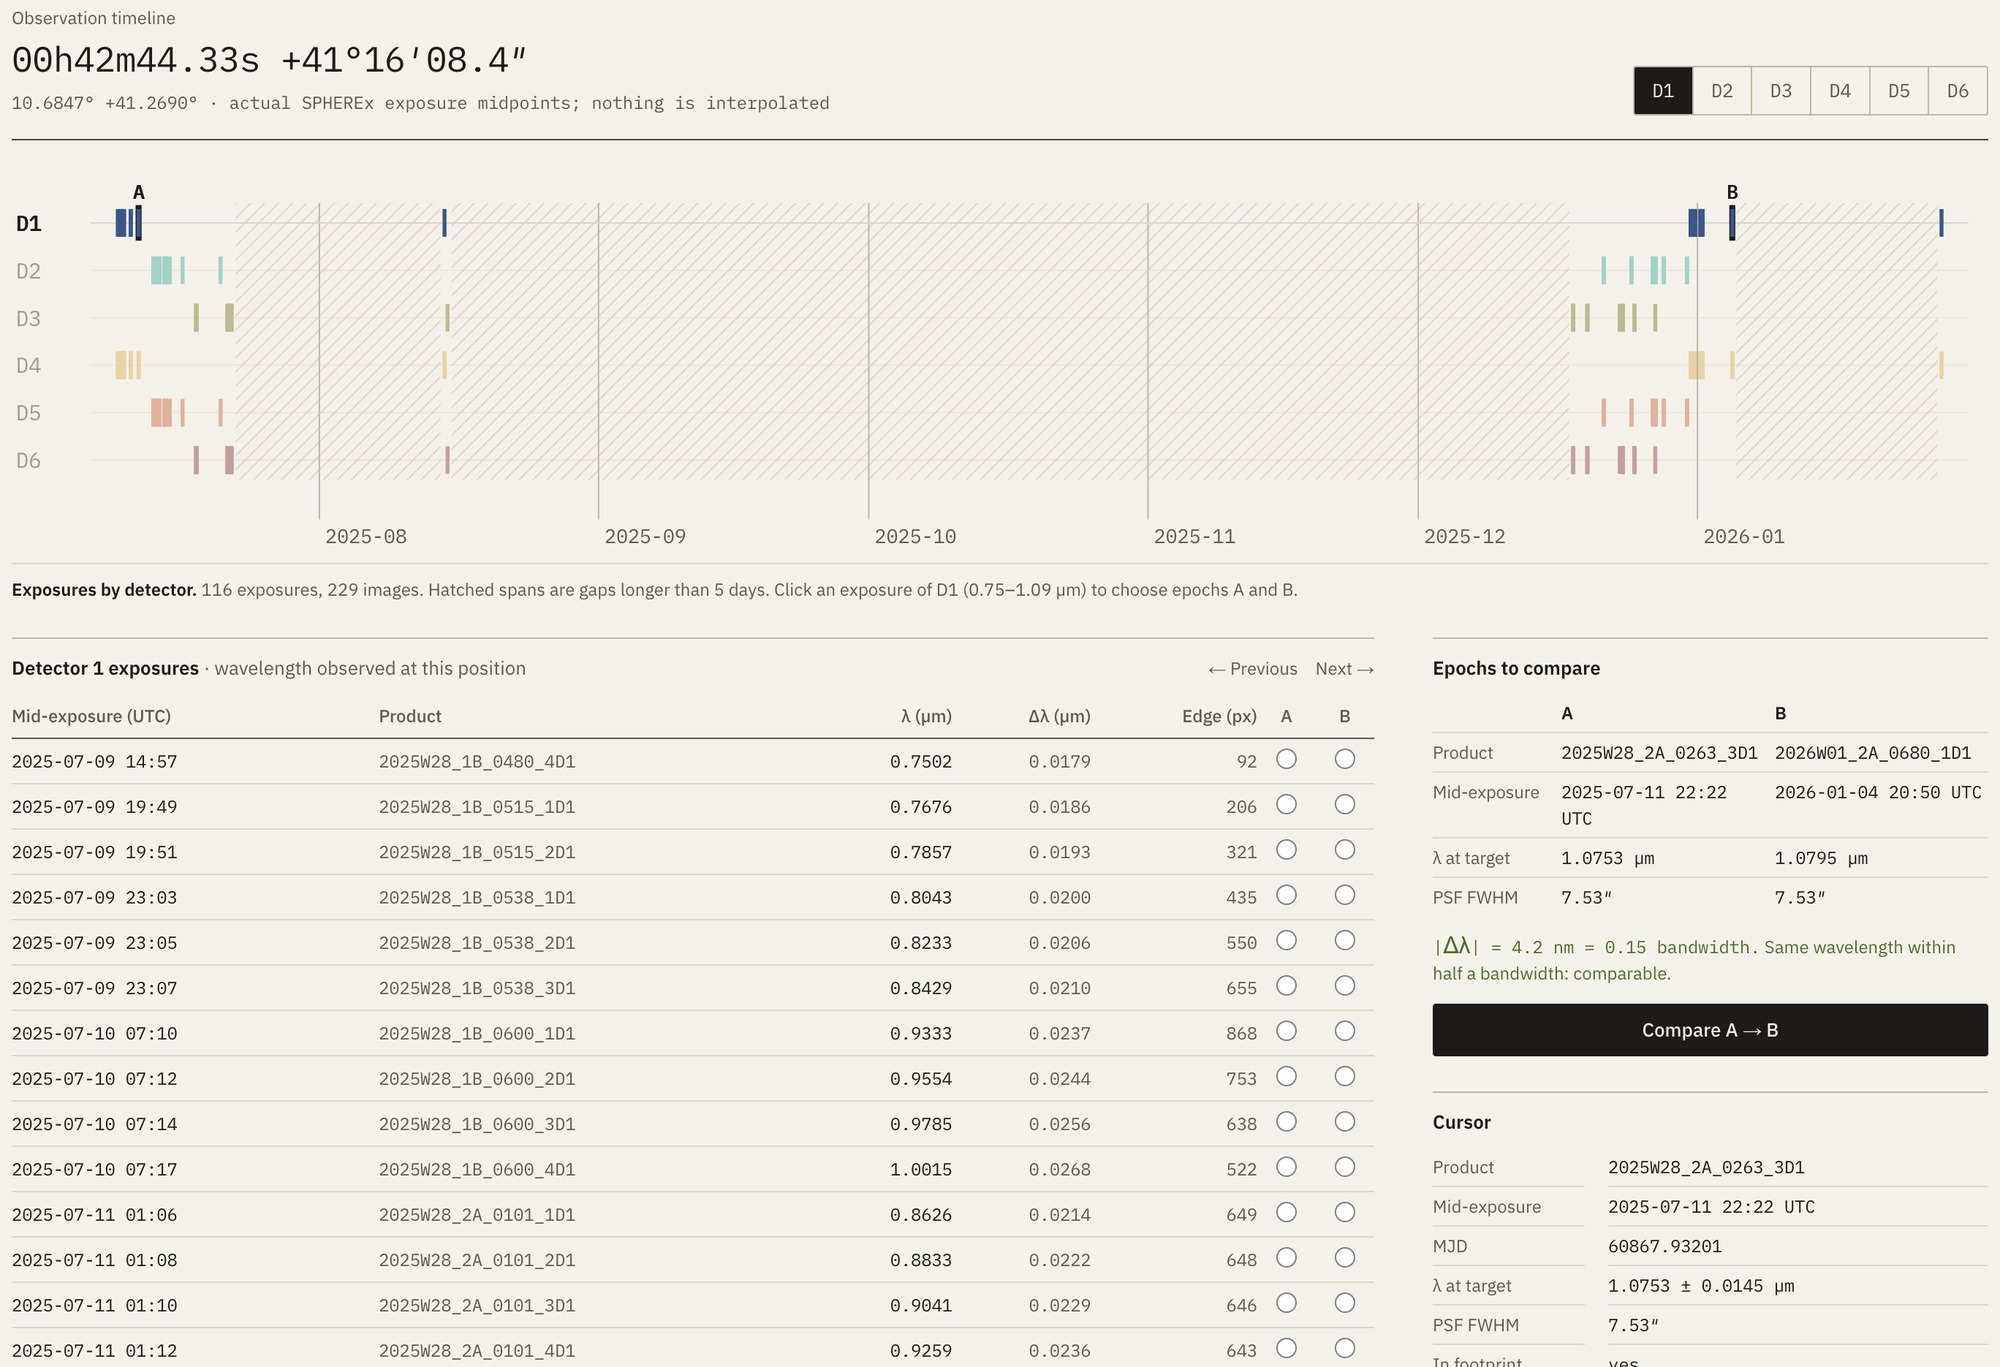 Observation timeline
00h42m44.33s +41°16′08.4″
10.6847° +41.2690° · actual SPHEREx exposure midpoints; nothing is interpolated
D1 D2 D3 D4 D5 D6
A B
D1
D2
D3
D4
D5
D6
2025-08 2025-09 2025-10 2025-11 2025-12 2026-01
Exposures by detector. 116 exposures, 229 images. Hatched spans are gaps longer than 5 days. Click an exposure of D1 (0.75–1.09 µm) to choose epochs A and B.
Detector 1 exposures · wavelength observed at this position ← Previous Next →
Mid-exposure (UTC) Product λ (µm) Δλ (µm) Edge (px) A B
2025-07-09 14:57 2025W28_1B_0480_4D1 0.7502 0.0179 92
2025-07-09 19:49 2025W28_1B_0515_1D1 0.7676 0.0186 206
2025-07-09 19:51 2025W28_1B_0515_2D1 0.7857 0.0193 321
2025-07-09 23:03 2025W28_1B_0538_1D1 0.8043 0.0200 435
2025-07-09 23:05 2025W28_1B_0538_2D1 0.8233 0.0206 550
2025-07-09 23:07 2025W28_1B_0538_3D1 0.8429 0.0210 655
2025-07-10 07:10 2025W28_1B_0600_1D1 0.9333 0.0237 868
2025-07-10 07:12 2025W28_1B_0600_2D1 0.9554 0.0244 753
2025-07-10 07:14 2025W28_1B_0600_3D1 0.9785 0.0256 638
2025-07-10 07:17 2025W28_1B_0600_4D1 1.0015 0.0268 522
2025-07-11 01:06 2025W28_2A_0101_1D1 0.8626 0.0214 649
2025-07-11 01:08 2025W28_2A_0101_2D1 0.8833 0.0222 648
2025-07-11 01:10 2025W28_2A_0101_3D1 0.9041 0.0229 646
2025-07-11 01:12 2025W28_2A_0101_4D1 0.9259 0.0236 643
Epochs to compare
A B
Product 2025W28_2A_0263_3D1 2026W01_2A_0680_1D1
Mid-exposure 2025-07-11 22:22 2026-01-04 20:50 UTC
UTC
λ at target 1.0753 µm 1.0795 µm
PSF FWHM 7.53″ 7.53″
|Δλ| = 4.2 nm = 0.15 bandwidth. Same wavelength within
half a bandwidth: comparable.
Compare A → B
Cursor
Product 2025W28_2A_0263_3D1
Mid-exposure 2025-07-11 22:22 UTC
MJD 60867.93201
λ at target 1.0753 ± 0.0145 µm
PSF FWHM 7.53″
In footprint yes